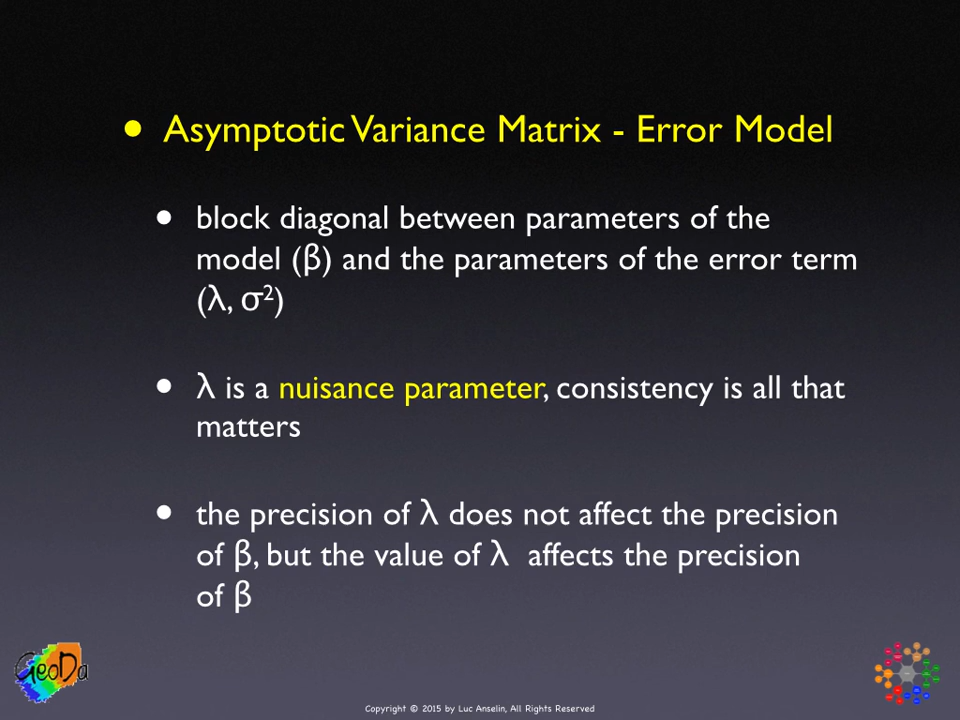 • Asymptotic Variance Matrix - Error Model
• block diagonal between parameters of the
model (β) and the parameters of the error term
(λ, σ²)
• λ is a nuisance parameter, consistency is all that
matters
• the precision of λ does not affect the precision
of β, but the value of λ affects the precision
of β
GeoDa
Copyright © 2015 by Luc Anselin, All Rights Reserved